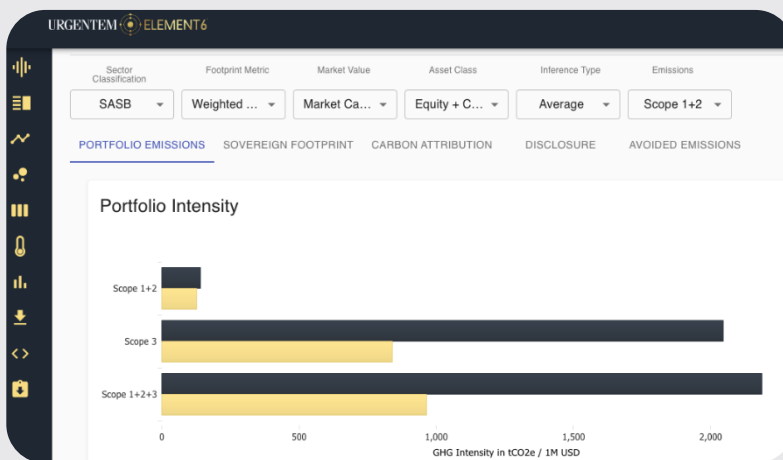 URGENTEM ELEMENT6
Sector Classification
Footprint Metric
Market Value
Asset Class
Inference Type
Emissions
SASB
Weighted ...
Market Ca...
Equity + C...
Average
Scope 1+2
PORTFOLIO EMISSIONS
SOVEREIGN FOOTPRINT
CARBON ATTRIBUTION
DISCLOSURE
AVOIDED EMISSIONS
Portfolio Intensity
Scope 1+2
Scope 3
Scope 1+2+3
0
500
1,000
1,500
2,000
GHG Intensity in tCO2e / 1M USD